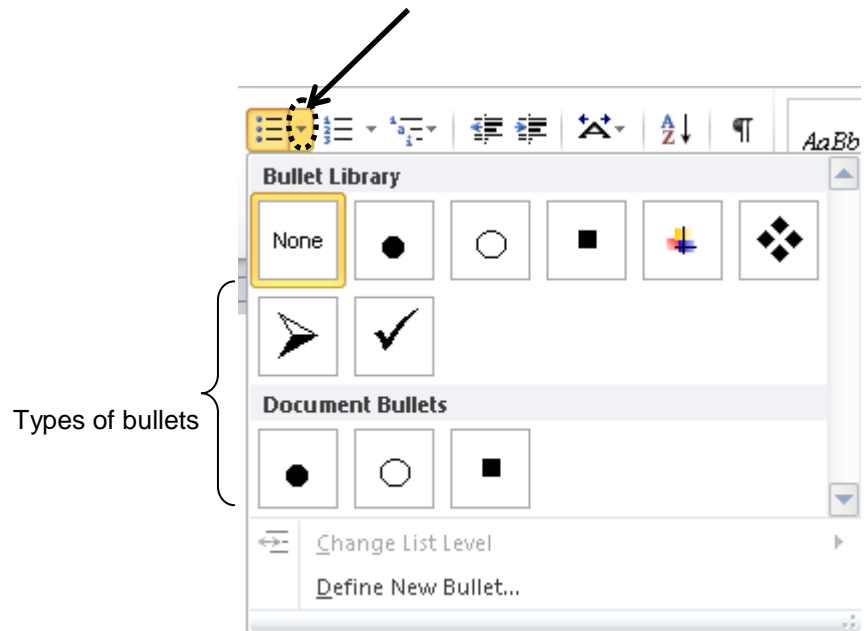 AaBb
Bullet Library
None
Types of bullets
Document Bullets
Change List Level
Define New Bullet...